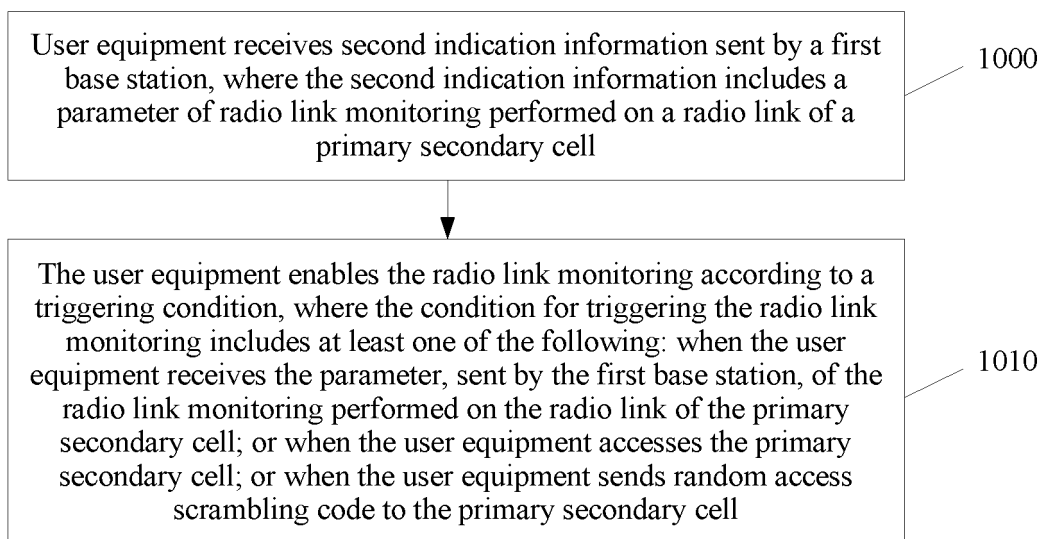 User equipment receives second indication information sent by a first
base station, where the second indication information includes a
parameter of radio link monitoring performed on a radio link of a
primary secondary cell
1000
The user equipment enables the radio link monitoring according to a
triggering condition, where the condition for triggering the radio link
monitoring includes at least one of the following: when the user
equipment receives the parameter, sent by the first base station, of the
radio link monitoring performed on the radio link of the primary
secondary cell; or when the user equipment accesses the primary
secondary cell; or when the user equipment sends random access
scrambling code to the primary secondary cell
1010